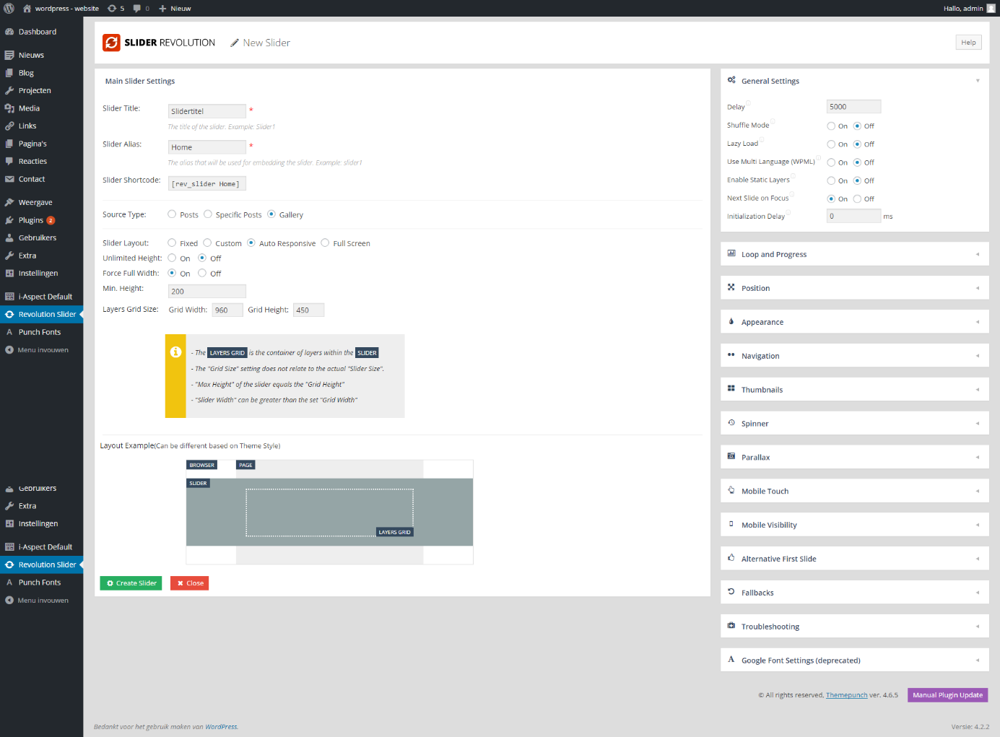 wordpress - website 5 0 Nieuw Hallo, admin
Dashboard
Nieuws
Blog
Projecten
Media
Links
Pagina's
Reacties
Contact
Weergave
Plugins 2
Gebruikers
Extra
Instellingen
i-Aspect Default
Revolution Slider
Punch Fonts
Menu invouwen
Gebruikers
Extra
Instellingen
i-Aspect Default
Revolution Slider
Punch Fonts
Menu invouwen
SLIDER REVOLUTION New Slider Help
Main Slider Settings
Slider Title: Slidertitel *
The title of the slider. Example: Slider1
Slider Alias: Home *
The alias that will be used for embedding the slider. Example: slider1
Slider Shortcode: [rev_slider Home]
Source Type: Posts Specific Posts Gallery
Slider Layout: Fixed Custom Auto Responsive Full Screen
Unlimited Height: On Off
Force Full Width: On Off
Min. Height: 200
Layers Grid Size: Grid Width: 960 Grid Height: 450
- The LAYERS GRID is the container of layers within the SLIDER
- The "Grid Size" setting does not relate to the actual "Slider Size".
- "Max Height" of the slider equals the "Grid Height"
- "Slider Width" can be greater than the set "Grid Width"
Layout Example(Can be different based on Theme Style)
BROWSER PAGE
SLIDER
LAYERS GRID
Create Slider Close
General Settings
Delay 5000
Shuffle Mode On Off
Lazy Load On Off
Use Multi Language (WPML) On Off
Enable Static Layers On Off
Next Slide on Focus On Off
Initialization Delay 0 ms
Loop and Progress
Position
Appearance
Navigation
Thumbnails
Spinner
Parallax
Mobile Touch
Mobile Visibility
Alternative First Slide
Fallbacks
Troubleshooting
Google Font Settings (deprecated)
© All rights reserved, Themepunch ver. 4.6.5 Manual Plugin Update
Bedankt voor het gebruik maken van WordPress. Versie: 4.2.2